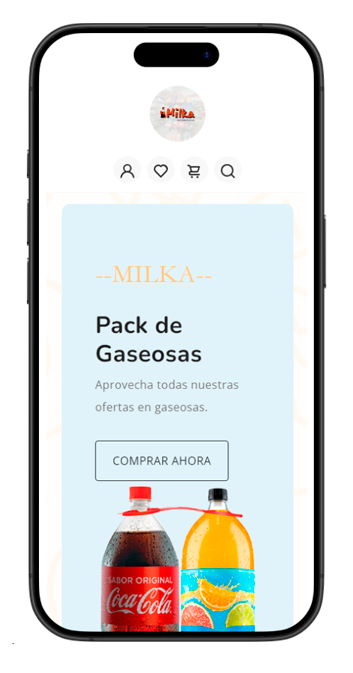 Milka
--MILKA--
Pack de
Gaseosas
Aprovecha todas nuestras
ofertas en gaseosas.
COMPRAR AHORA
SABOR ORIGINAL
Coca-Cola